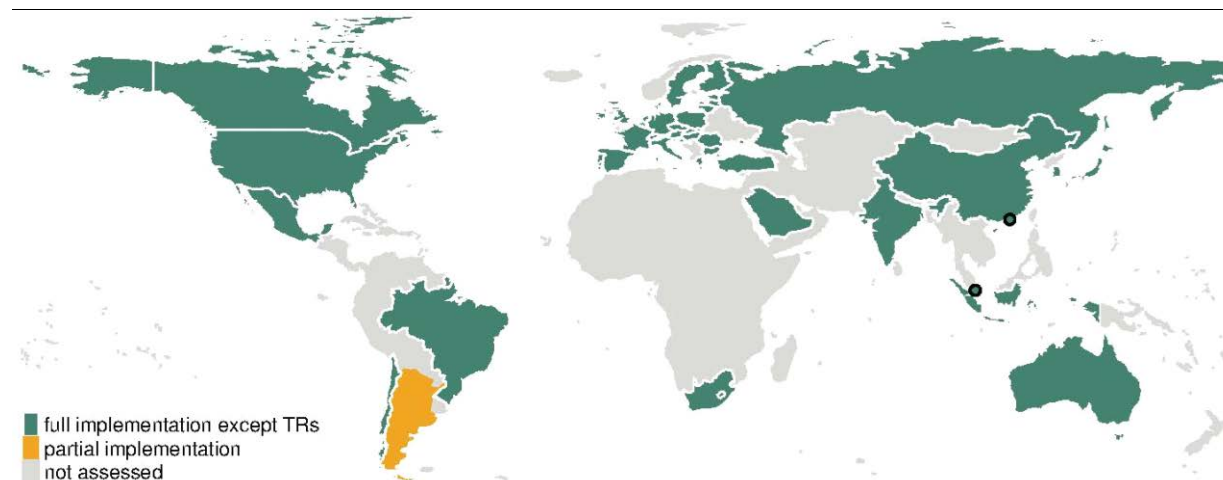 full implementation except TRs
partial implementation
not assessed